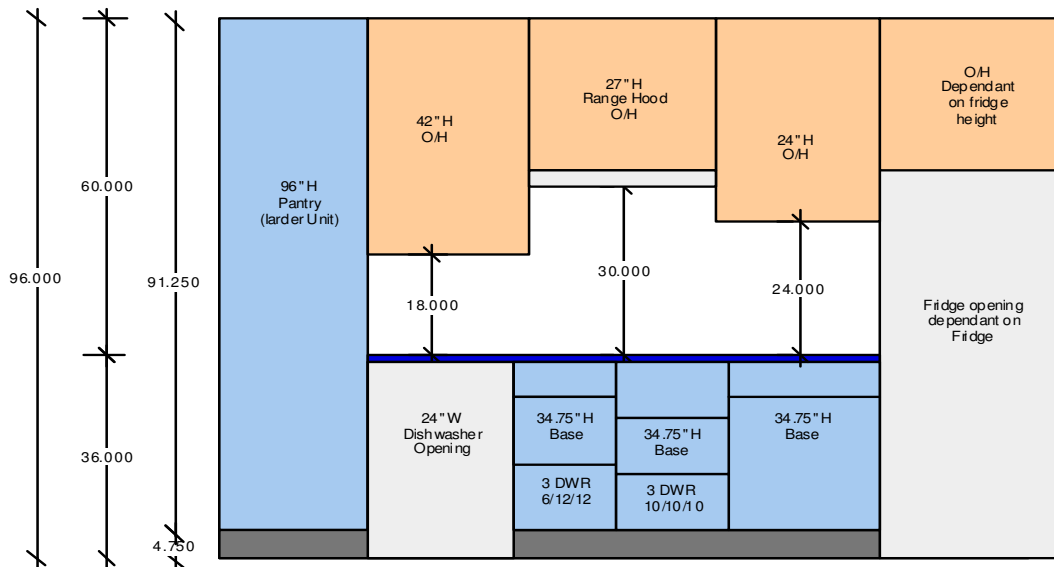 96"H
Pantry
(larder Unit)
42"H
O/H
27"H
Range Hood
O/H
24"H
O/H
O/H
Dependant
on fridge
height
60.000
96.000
91.250
18.000
30.000
24.000
Fridge opening
dependant on
Fridge
24"W
Dishwasher
Opening
34.75"H
Base
3 DWR
6/12/12
34.75"H
Base
3 DWR
10/10/10
34.75"H
Base
36.000
4.750